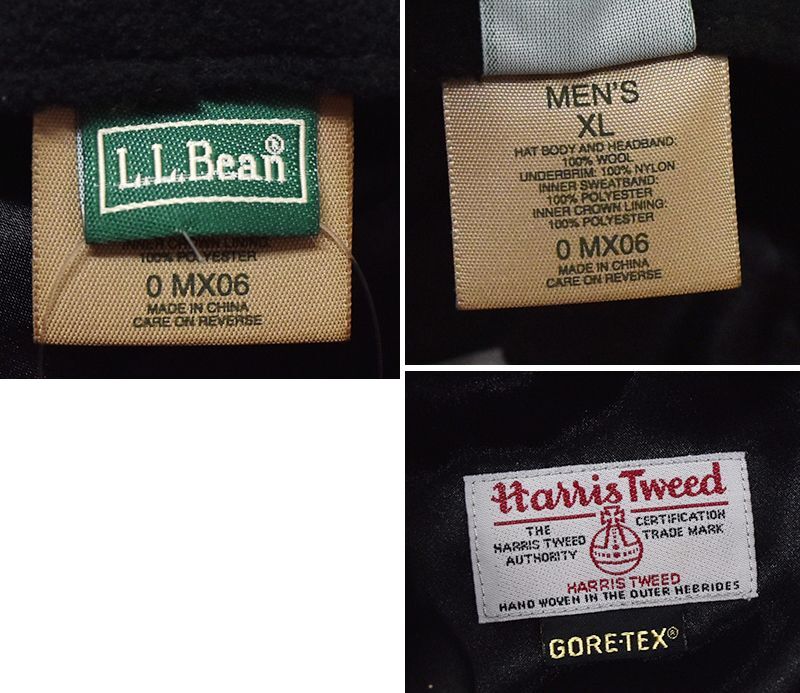 L.L.Bean®
INNER CROWN LINING:
100% POLYESTER
0 MX06
MADE IN CHINA
CARE ON REVERSE
MEN'S
XL
HAT BODY AND HEADBAND:
100% WOOL
UNDERBRIM: 100% NYLON
INNER SWEATBAND:
100% POLYESTER
INNER CROWN LINING:
100% POLYESTER
0 MX06
MADE IN CHINA
CARE ON REVERSE
Harris Tweed
THE
HARRIS TWEED
AUTHORITY
CERTIFICATION
TRADE MARK
HARRIS TWEED
HAND WOVEN IN THE OUTER HEBRIDES
GORE-TEX®